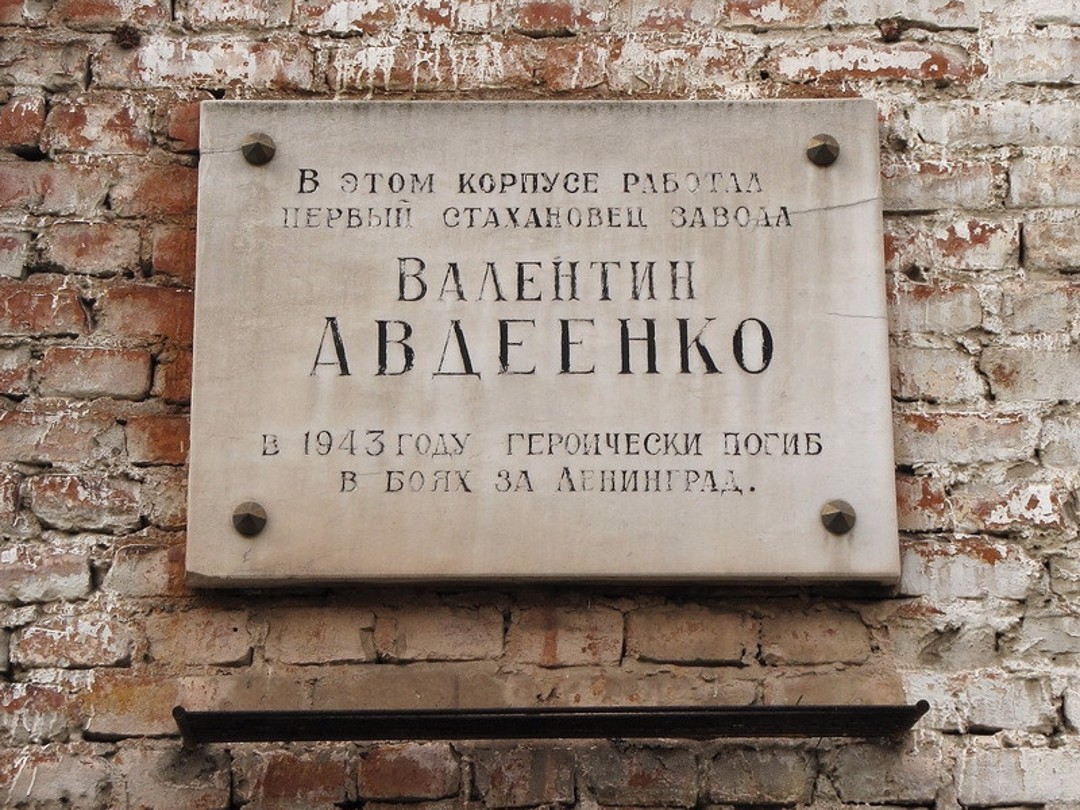 В ЭТОМ КОРПУСЕ РАБОТАЛ
ПЕРВЫЙ СТАХАНОВЕЦ ЗАВОДА
ВАЛЕНТИН
АВДЕЕНКО
В 1943 ГОДУ ГЕРОИЧЕСКИ ПОГИБ
В БОЯХ ЗА ЛЕНИНГРАД.